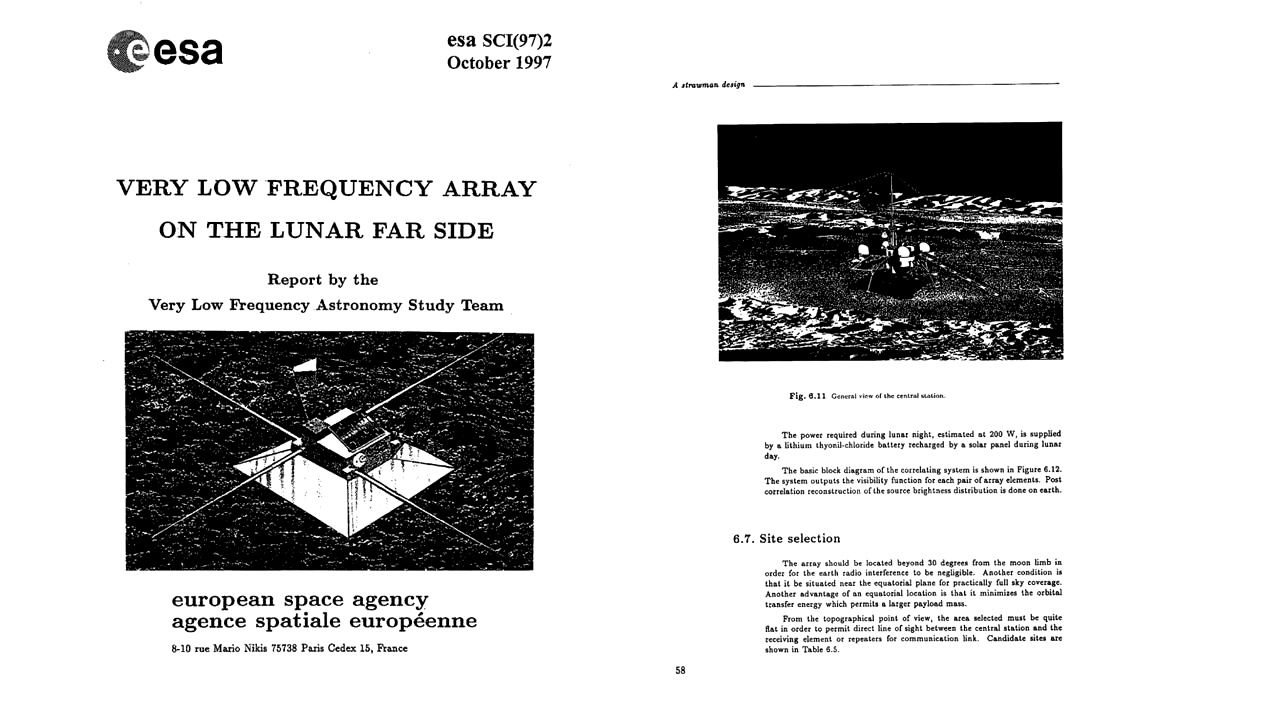 esa
esa SCI(97)2
October 1997
VERY LOW FREQUENCY ARRAY
ON THE LUNAR FAR SIDE
Report by the
Very Low Frequency Astronomy Study Team
european space agency
agence spatiale européenne
8-10 rue Mario Nikis 75738 Paris Cedex 15, France
A strawman design
Fig. 6.11 General view of the central station.
The power required during lunar night, estimated at 200 W, is supplied
by a lithium thyonil-chloride battery recharged by a solar panel during lunar
day.
The basic block diagram of the correlating system is shown in Figure 6.12.
The system outputs the visibility function for each pair of array elements. Post
correlation reconstruction of the source brightness distribution is done on earth.
6.7. Site selection
The array should be located beyond 30 degrees from the moon limb in
order for the earth radio interference to be negligible. Another condition is
that it be situated near the equatorial plane for practically full sky coverage.
Another advantage of an equatorial location is that it minimizes the orbital
transfer energy which permits a larger payload mass.
From the topographical point of view, the area selected must be quite
flat in order to permit direct line of sight between the central station and the
receiving element or repeaters for communication link. Candidate sites are
shown in Table 6.5.
58